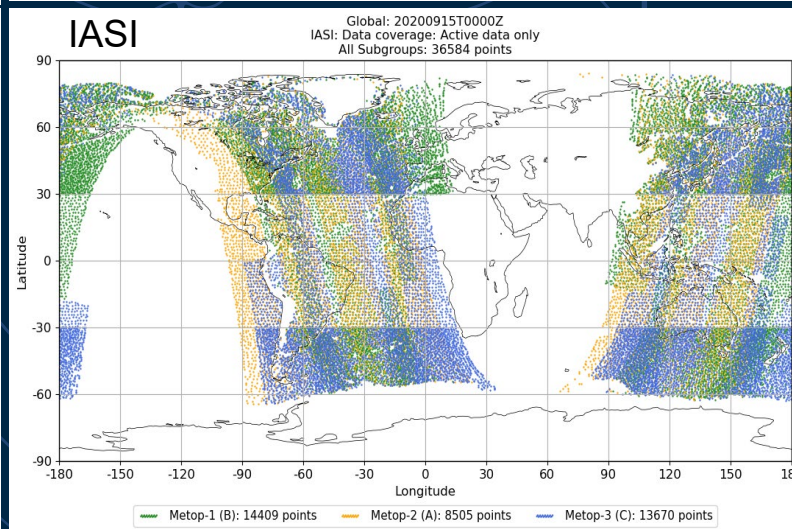 IASI
Global: 20200915T0000Z
IASI: Data coverage: Active data only
All Subgroups: 36584 points
90
60
30
0
-30
-60
-90
Latitude
-180 -150 -120 -90 -60 -30 0 30 60 90 120 150 18
Longitude
Metop-1 (B): 14409 points Metop-2 (A): 8505 points Metop-3 (C): 13670 points